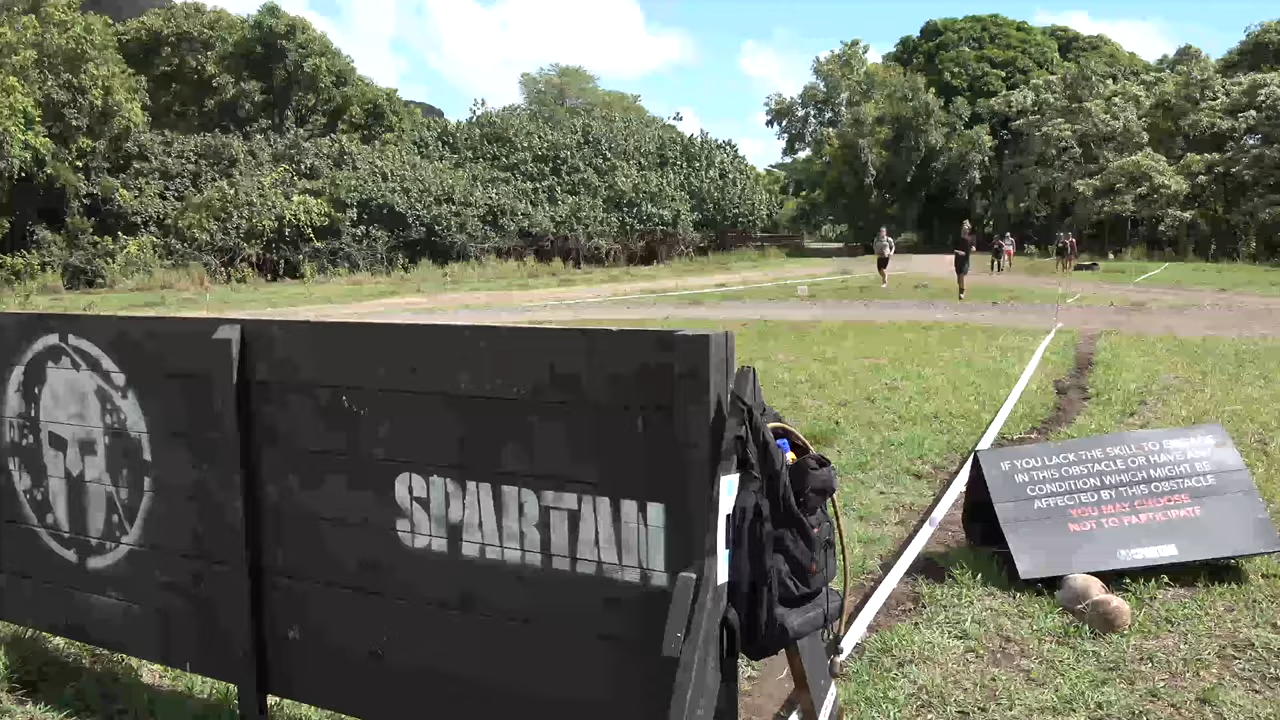 SPARTAN
IF YOU LACK THE SKILL TO ENGAGE
IN THIS OBSTACLE OR HAVE ANY
CONDITION WHICH MIGHT BE
AFFECTED BY THIS OBSTACLE
YOU MAY CHOOSE
NOT TO PARTICIPATE
SPARTAN